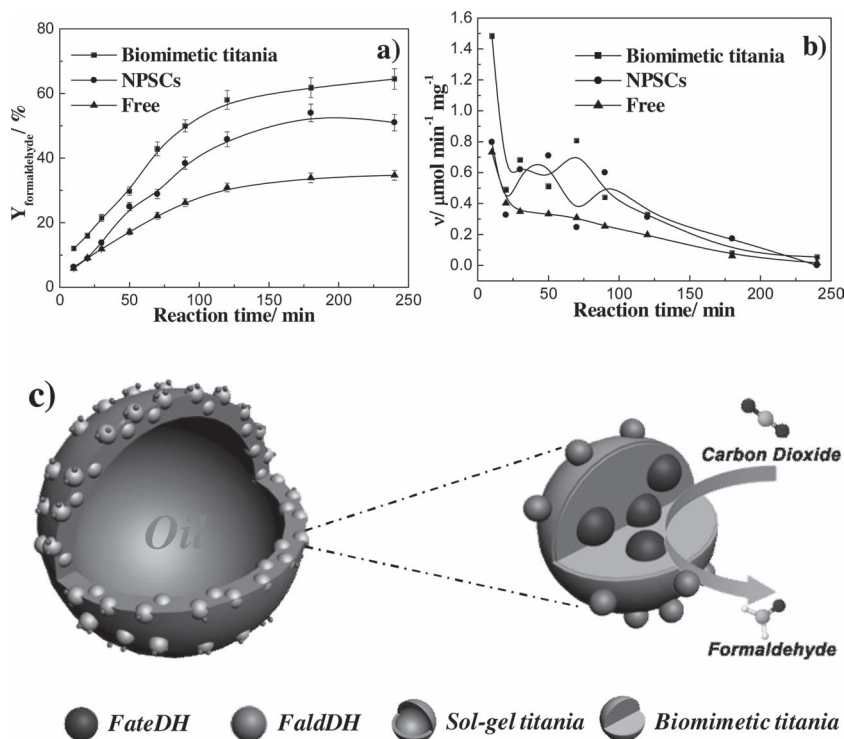 a)
Biomimetic titania
NPSCs
Free
Y formaldehyde/ %
80
60
40
20
0
0 50 100 150 200 250
Reaction time/ min
b)
Biomimetic titania
NPSCs
Free
ν/ μmol min⁻¹ mg⁻¹
1.6
1.4
1.2
1.0
0.8
0.6
0.4
0.2
0.0
0 50 100 150 200 250
Reaction time/ min
c)
Oil
Carbon Dioxide
Formaldehyde
FateDH FaldDH Sol-gel titania Biomimetic titania